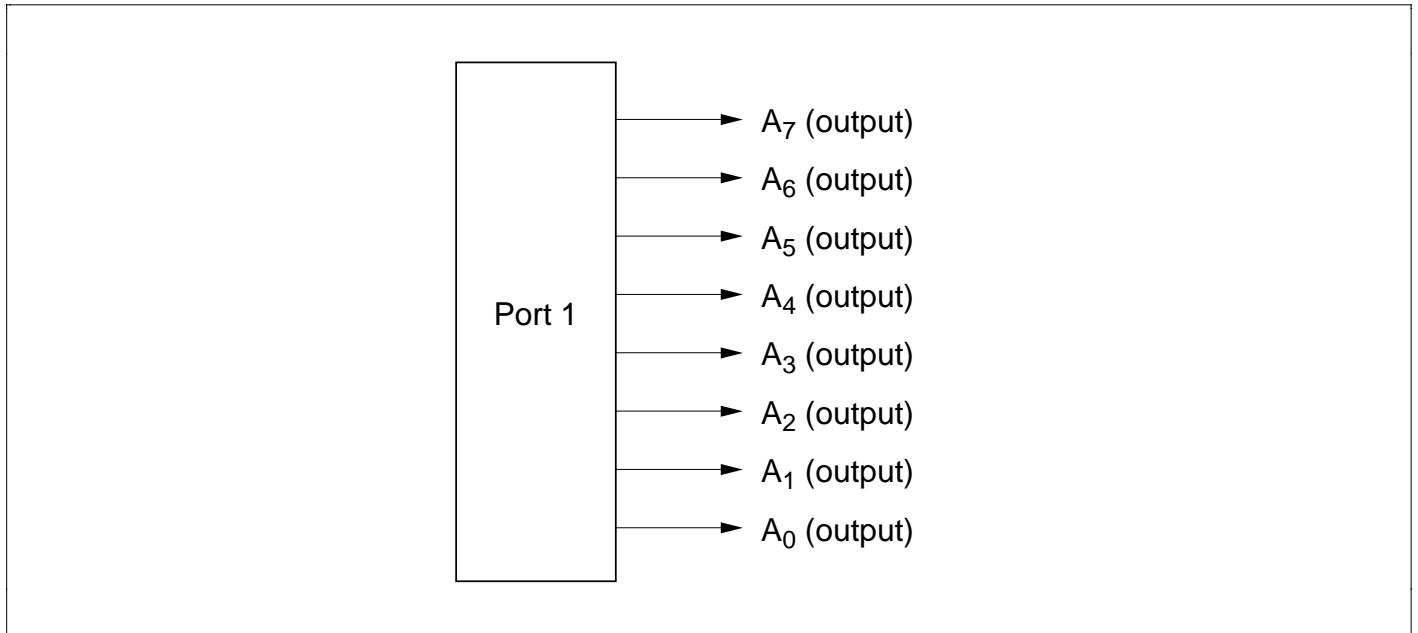 A7 (output)
A6 (output)
A5 (output)
A4 (output)
Port 1
A3 (output)
A2 (output)
A1 (output)
A0 (output)